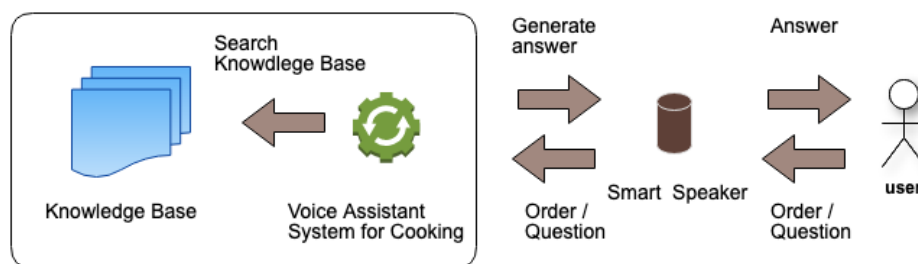 Search
Knowdlege Base
Knowledge Base
Voice Assistant
System for Cooking
Generate
answer
Order /
Question
Smart Speaker
Answer
Order /
Question
user